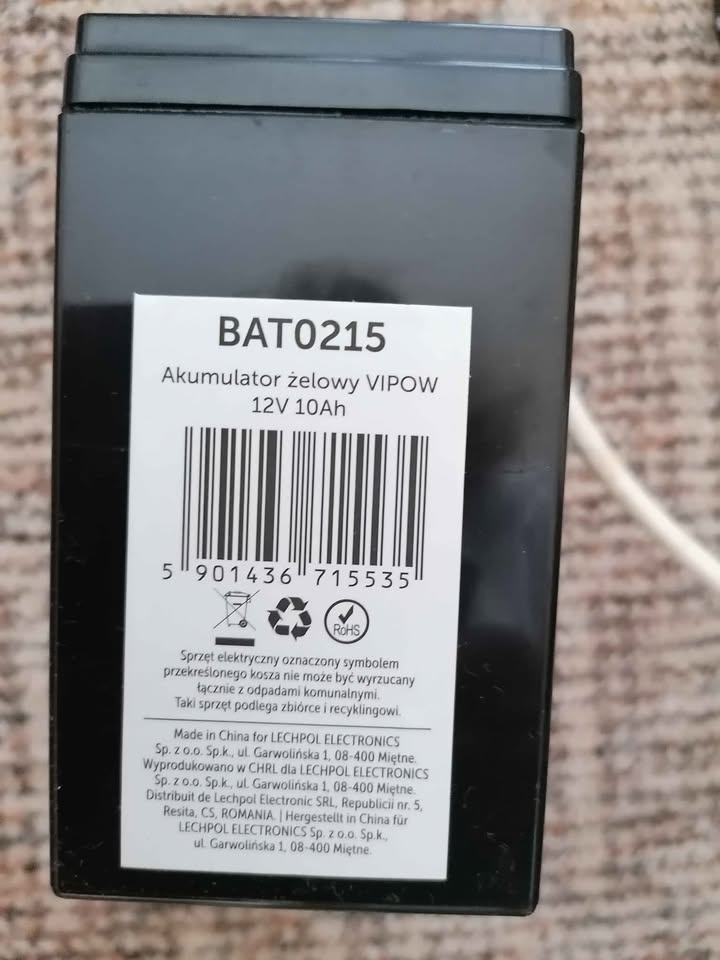 BAT0215
Akumulator żelowy VIPOW
12V 10Ah
5 901436 715535
RoHS
Sprzęt elektryczny oznaczony symbolem
przekreślonego kosza nie może być wyrzucany
łącznie z odpadami komunalnymi.
Taki sprzęt podlega zbiórce i recyklingowi.
Made in China for LECHPOL ELECTRONICS
Sp. z o.o. Sp.k., ul. Garwolińska 1, 08-400 Miętne.
Wyprodukowano w CHRL dla LECHPOL ELECTRONICS
Sp. z o.o. Sp.k., ul. Garwolińska 1, 08-400 Miętne.
Distribuit de Lechpol Electronic SRL, Republicii nr. 5,
Resita, CS, ROMANIA. | Hergestellt in China für
LECHPOL ELECTRONICS Sp. z o.o. Sp.k.,
ul. Garwolińska 1, 08-400 Miętne.